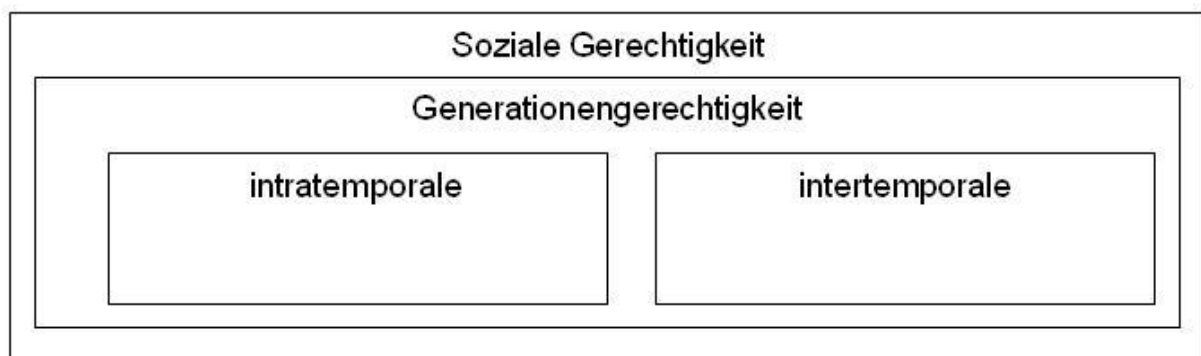 Soziale Gerechtigkeit
Generationengerechtigkeit
intratemporale
intertemporale